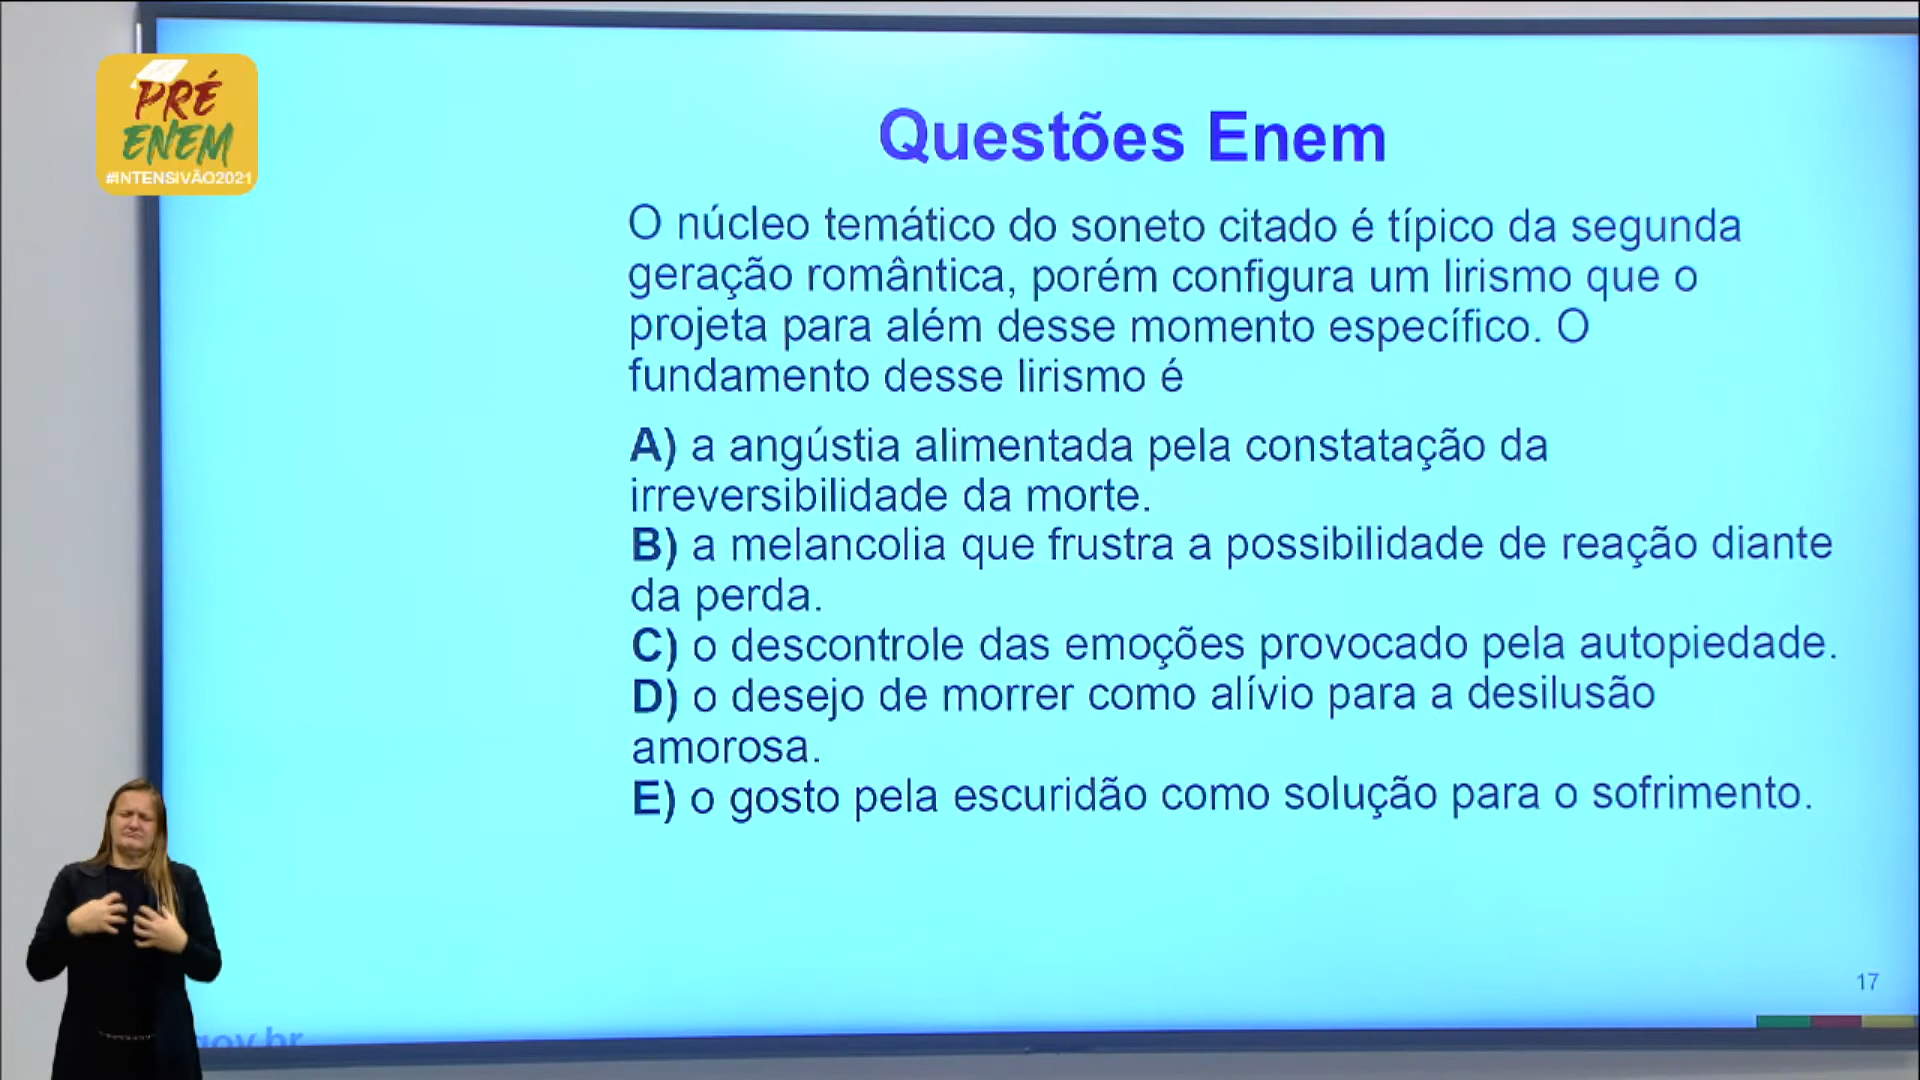 PRÉ
ENEM
#INTENSIVÃO2021
Questões Enem
O núcleo temático do soneto citado é típico da segunda
geração romântica, porém configura um lirismo que o
projeta para além desse momento específico. O
fundamento desse lirismo é
A) a angústia alimentada pela constatação da
irreversibilidade da morte.
B) a melancolia que frustra a possibilidade de reação diante
da perda.
C) o descontrole das emoções provocado pela autopiedade.
D) o desejo de morrer como alívio para a desilusão
amorosa.
E) o gosto pela escuridão como solução para o sofrimento.
17
gov.br